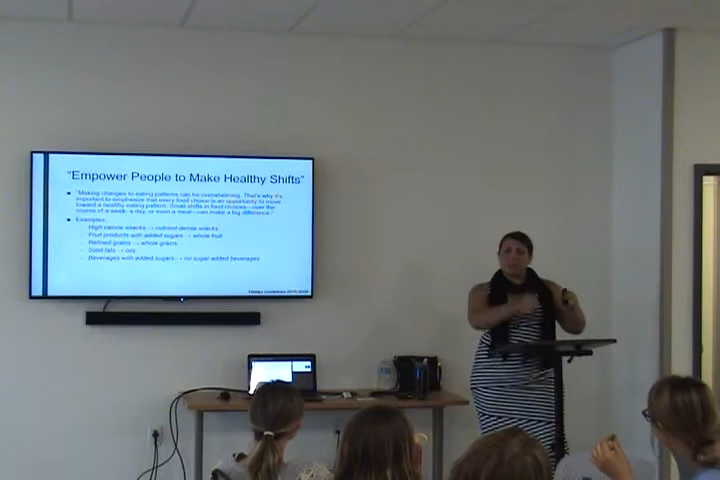 "Empower People to Make Healthy Shifts"
"Making changes to eating patterns can be overwhelming. That's why it's
important to emphasize that every food choice is an opportunity to move
toward a healthy eating pattern. Small shifts in food choices—over the
course of a week, a day, or even a meal—can make a big difference."
Examples:
High calorie snacks → nutrient-dense snacks
Fruit products with added sugars → whole fruit
Refined grains → whole grains
Solid fats → oils
Beverages with added sugars → no sugar added beverages
Dietary Guidelines 2015-2020